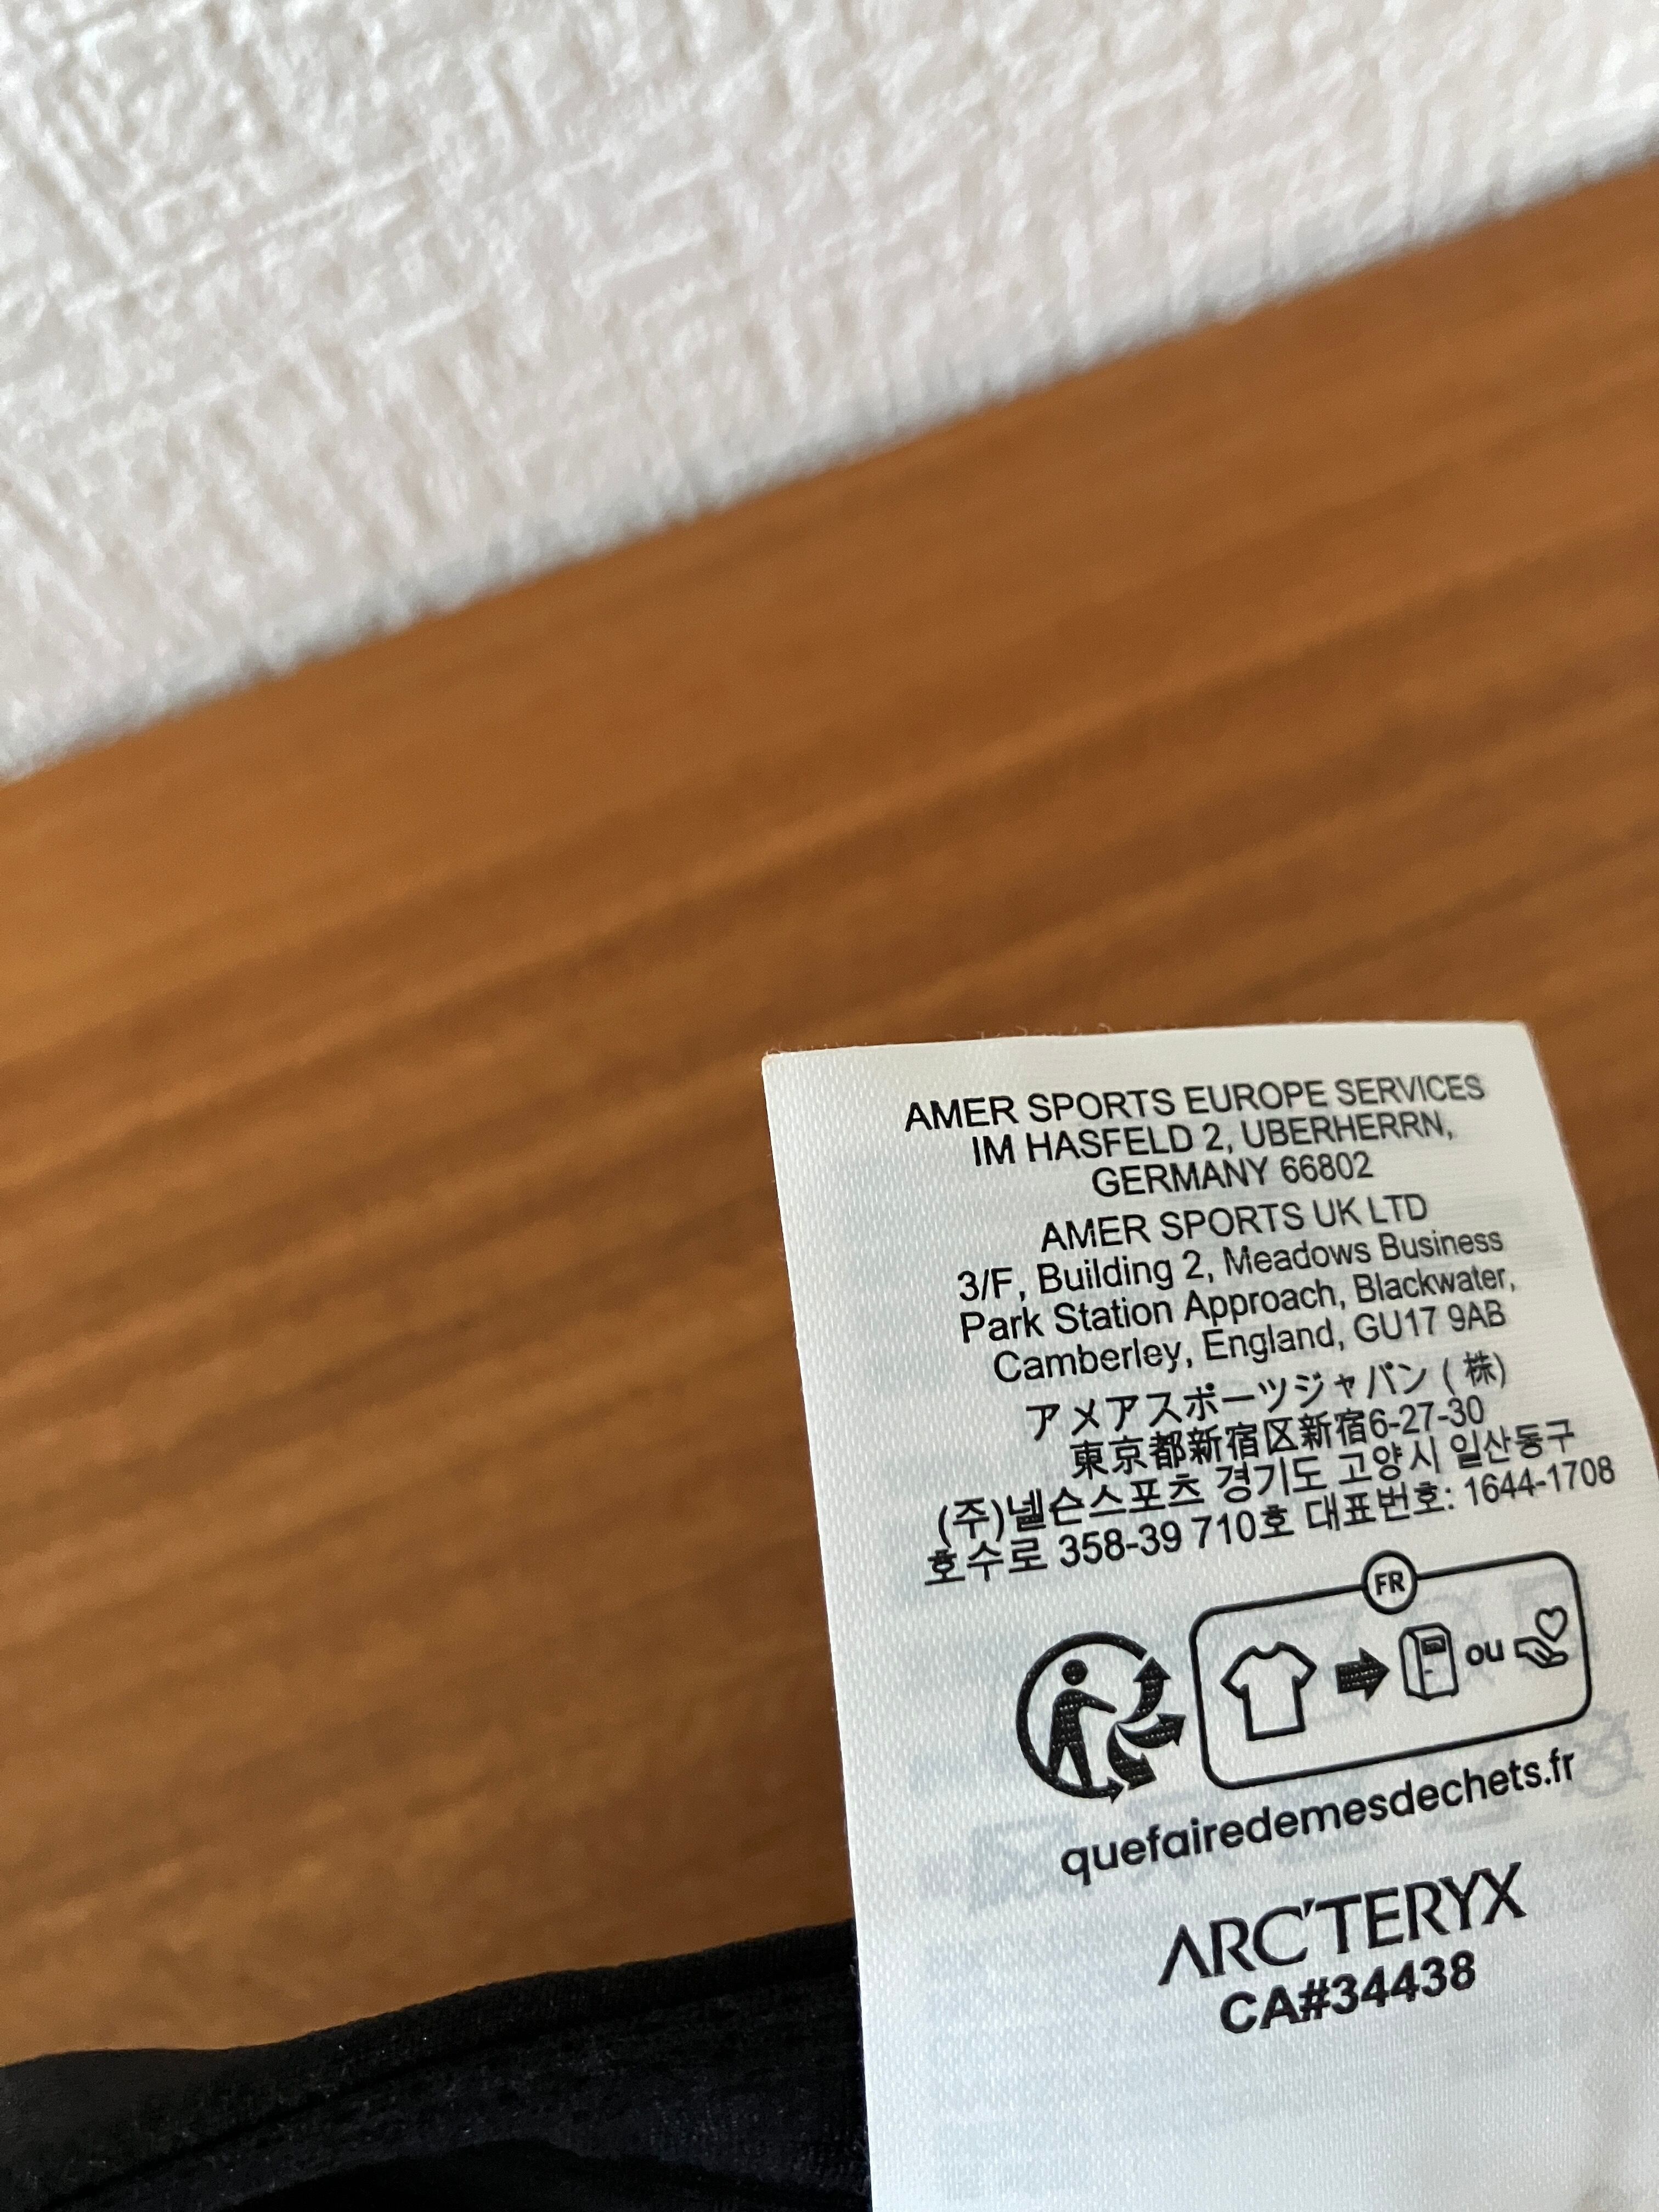 AMER SPORTS EUROPE SERVICES
IM HASFELD 2, UBERHERRN,
GERMANY 66802
AMER SPORTS UK LTD
3/F, Building 2, Meadows Business
Park Station Approach, Blackwater,
Camberley, England, GU17 9AB
アメアスポーツジャパン ( 株)
東京都新宿区新宿6-27-30
(주)넬슨스포츠 경기도 고양시 일산동구
호수로 358-39 710호 대표번호: 1644-1708
FR
ou
quefairedemesdechets.fr
ARC'TERYX
CA#34438